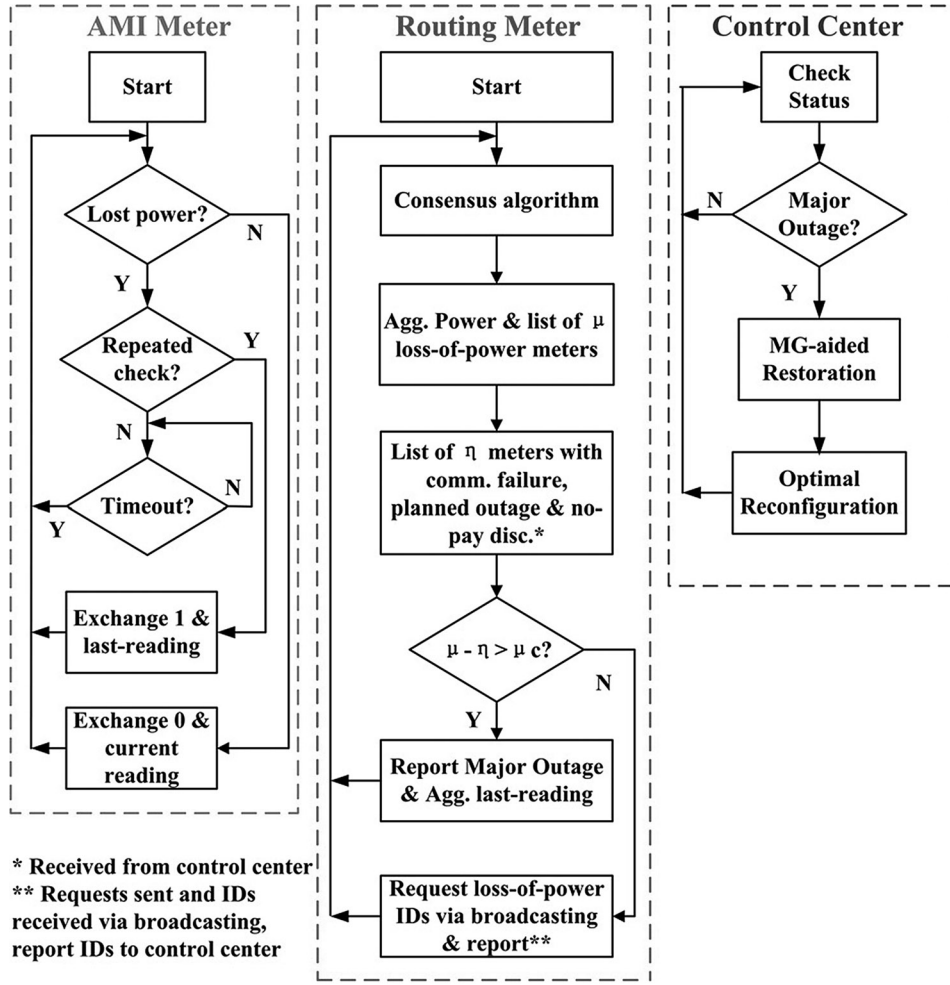 AMI Meter
Start
Lost power?
N
Y
Repeated
check?
Y
N
Timeout?
N
Y
Exchange 1 &
last-reading
Exchange 0 &
current
reading
* Received from control center
** Requests sent and IDs
received via broadcasting,
report IDs to control center
Routing Meter
Start
Consensus algorithm
Agg. Power & list of μ
loss-of-power meters
List of η meters with
comm. failure,
planned outage & no-
pay disc.*
μ - η > μ c?
N
Y
Report Major Outage
& Agg. last-reading
Request loss-of-power
IDs via broadcasting
& report**
Control Center
Check
Status
Major
Outage?
N
Y
MG-aided
Restoration
Optimal
Reconfiguration